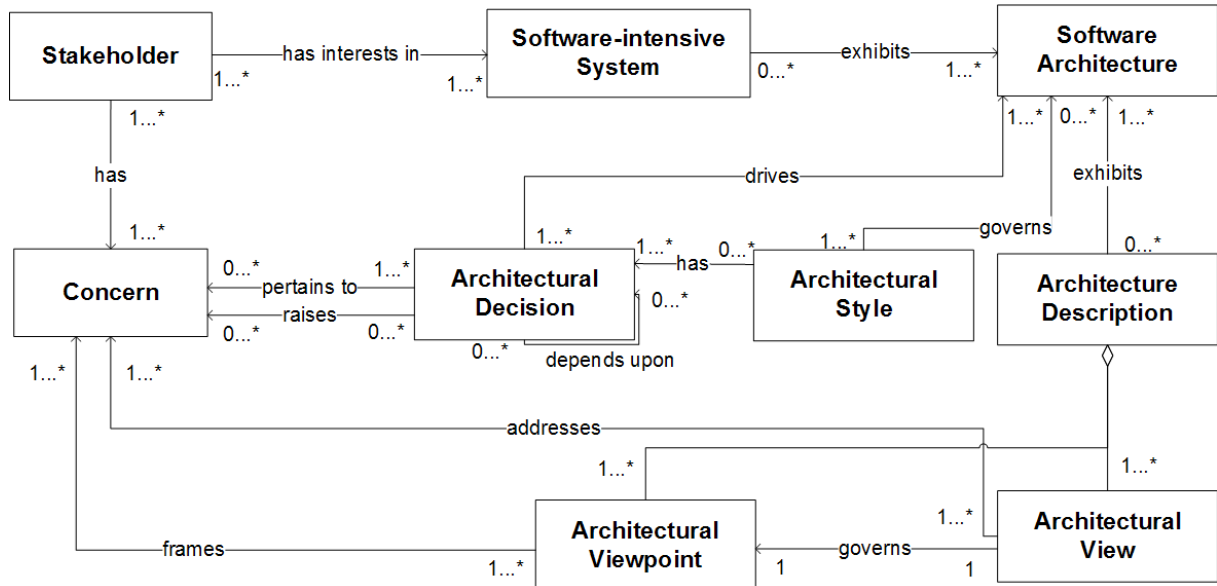 Stakeholder
has interests in
1...*
1...*
Software-intensive
System
exhibits
0...*
1...*
Software
Architecture
1...*
has
1...*
drives
1...*
0...*
1...*
exhibits
0...*
Concern
0...*
pertains to
1...*
raises
0...*
0...*
1...*
Architectural
Decision
0...*
0...*
depends upon
1...*
has
0...*
1...*
governs
Architectural
Style
Architecture
Description
1...*
1...*
addresses
1...*
1...*
frames
1...*
Architectural
Viewpoint
governs
1
1
1...*
Architectural
View